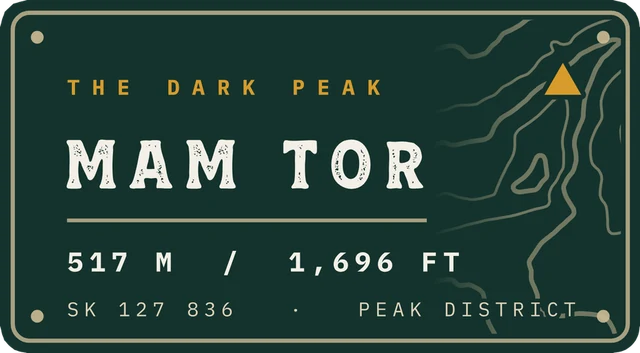 THE DARK PEAK
MAM TOR
517 M / 1,696 FT
SK 127 836 · PEAK DISTRICT